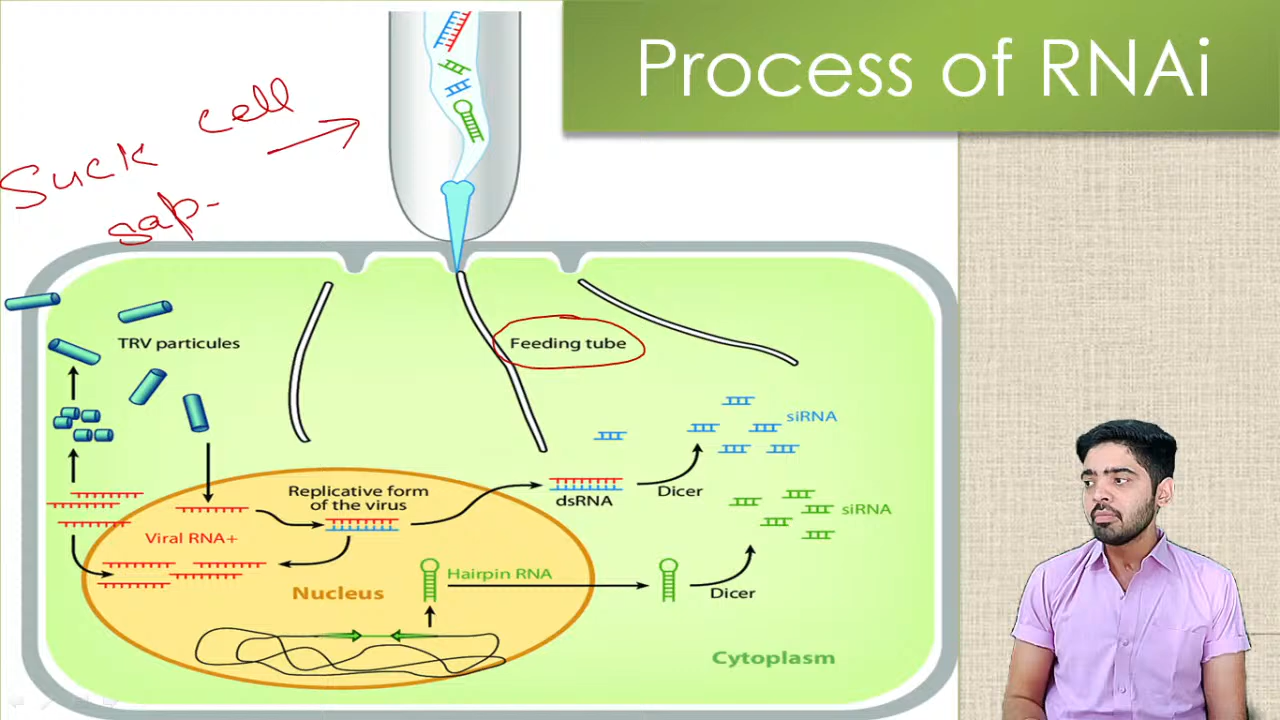 Process of RNAi
Suck cell
sap.
TRV particules
Feeding tube
siRNA
Replicative form
of the virus
dsRNA
Dicer
siRNA
Viral RNA+
Hairpin RNA
Nucleus
Dicer
Cytoplasm